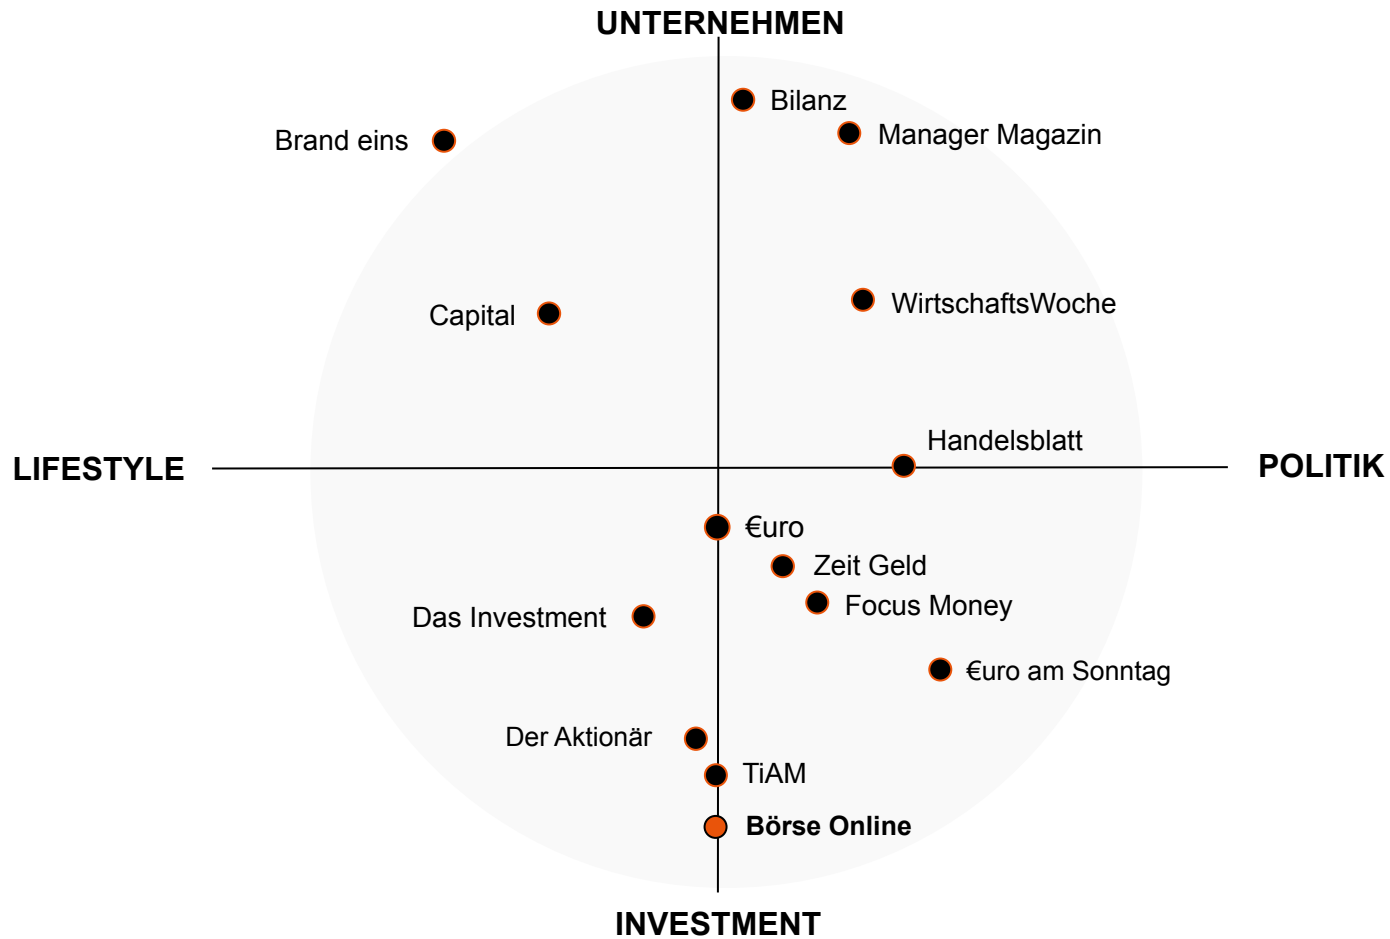 UNTERNEHMEN
Bilanz
Manager Magazin
Brand eins
WirtschaftsWoche
Capital
Handelsblatt
LIFESTYLE
POLITIK
€uro
Zeit Geld
Focus Money
Das Investment
€uro am Sonntag
Der Aktionär
TiAM
Börse Online
INVESTMENT